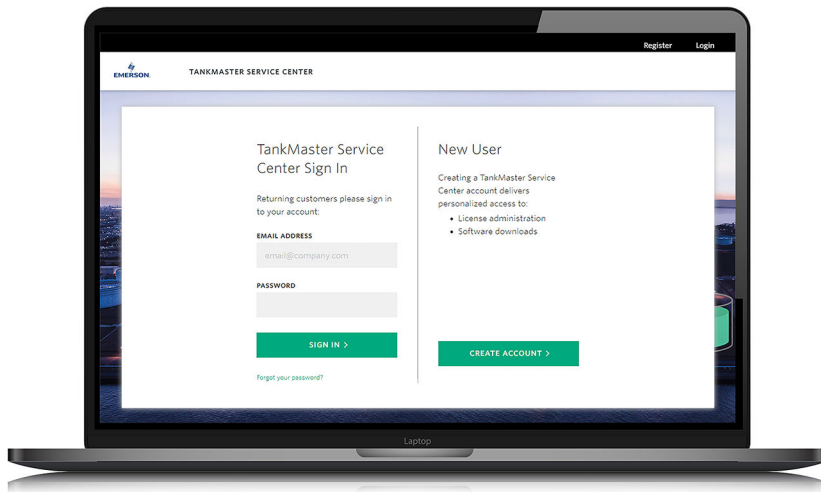 Register Login
EMERSON
TANKMASTER SERVICE CENTER
TankMaster Service
Center Sign In
Returning customers please sign in
to your account:
EMAIL ADDRESS
email@company.com
PASSWORD
SIGN IN >
Forgot your password?
New User
Creating a TankMaster Service
Center account delivers
personalized access to:
• License administration
• Software downloads
CREATE ACCOUNT >
Laptop